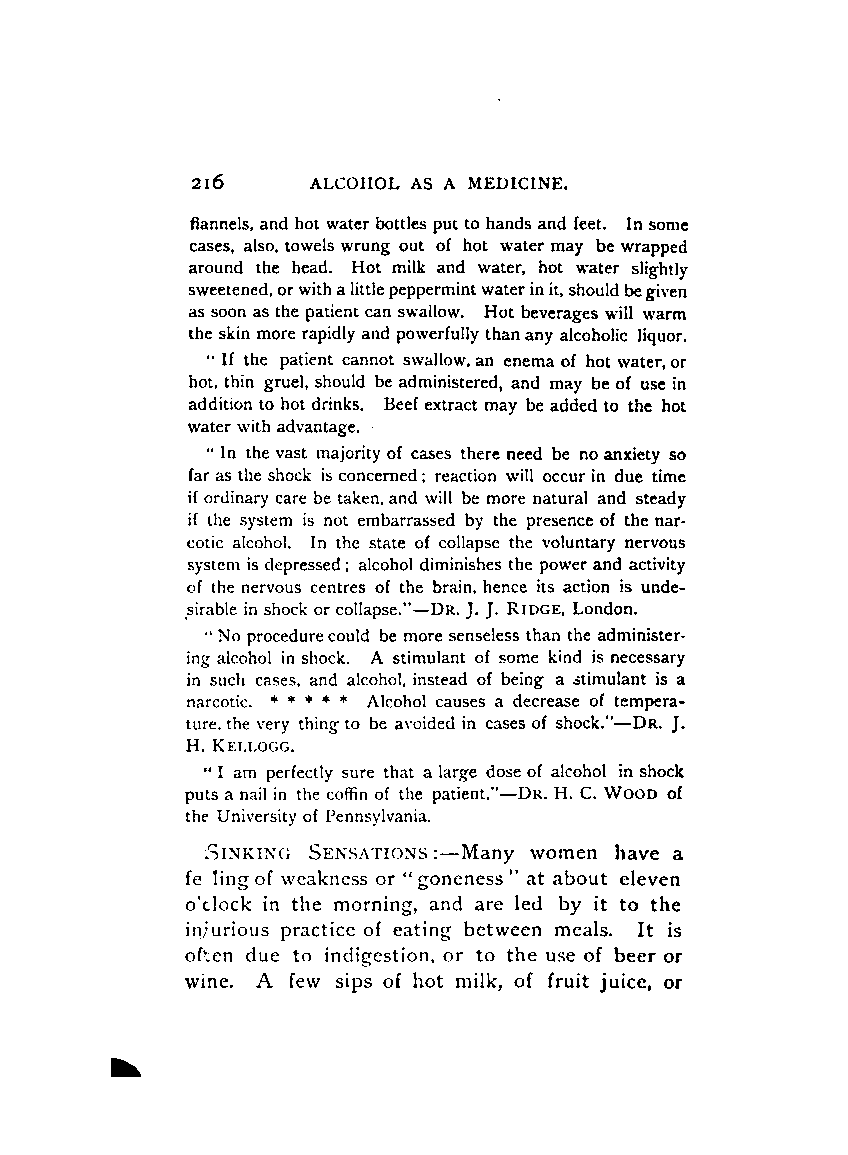 216 ALCOHOL AS A MEDICINE.
flannels, and hot water bottles put to hands and feet. In some
cases, also, towels wrung out of hot water may be wrapped
around the head. Hot milk and water, hot water slightly
sweetened, or with a little peppermint water in it, should be given
as soon as the patient can swallow. Hot beverages will warm
the skin more rapidly and powerfully than any alcoholic liquor.
" If the patient cannot swallow, an enema of hot water, or
hot, thin gruel, should be administered, and may be of use in
addition to hot drinks. Beef extract may be added to the hot
water with advantage.
" In the vast majority of cases there need be no anxiety so
far as the shock is concerned ; reaction will occur in due time
if ordinary care be taken, and will be more natural and steady
if the system is not embarrassed by the presence of the nar-
cotic alcohol. In the state of collapse the voluntary nervous
system is depressed ; alcohol diminishes the power and activity
of the nervous centres of the brain, hence its action is unde-
sirable in shock or collapse."—DR. J. J. RIDGE, London.
" No procedure could be more senseless than the administer-
ing alcohol in shock. A stimulant of some kind is necessary
in such cases, and alcohol, instead of being a stimulant is a
narcotic. * * * * * Alcohol causes a decrease of tempera-
ture, the very thing to be avoided in cases of shock."—DR. J.
H. KELLOGG.
" I am perfectly sure that a large dose of alcohol in shock
puts a nail in the coffin of the patient."—DR. H. C. WOOD of
the University of Pennsylvania.
SINKING SENSATIONS :—Many women have a
feeling of weakness or " goneness " at about eleven
o'clock in the morning, and are led by it to the
injurious practice of eating between meals. It is
often due to indigestion, or to the use of beer or
wine. A few sips of hot milk, of fruit juice, or